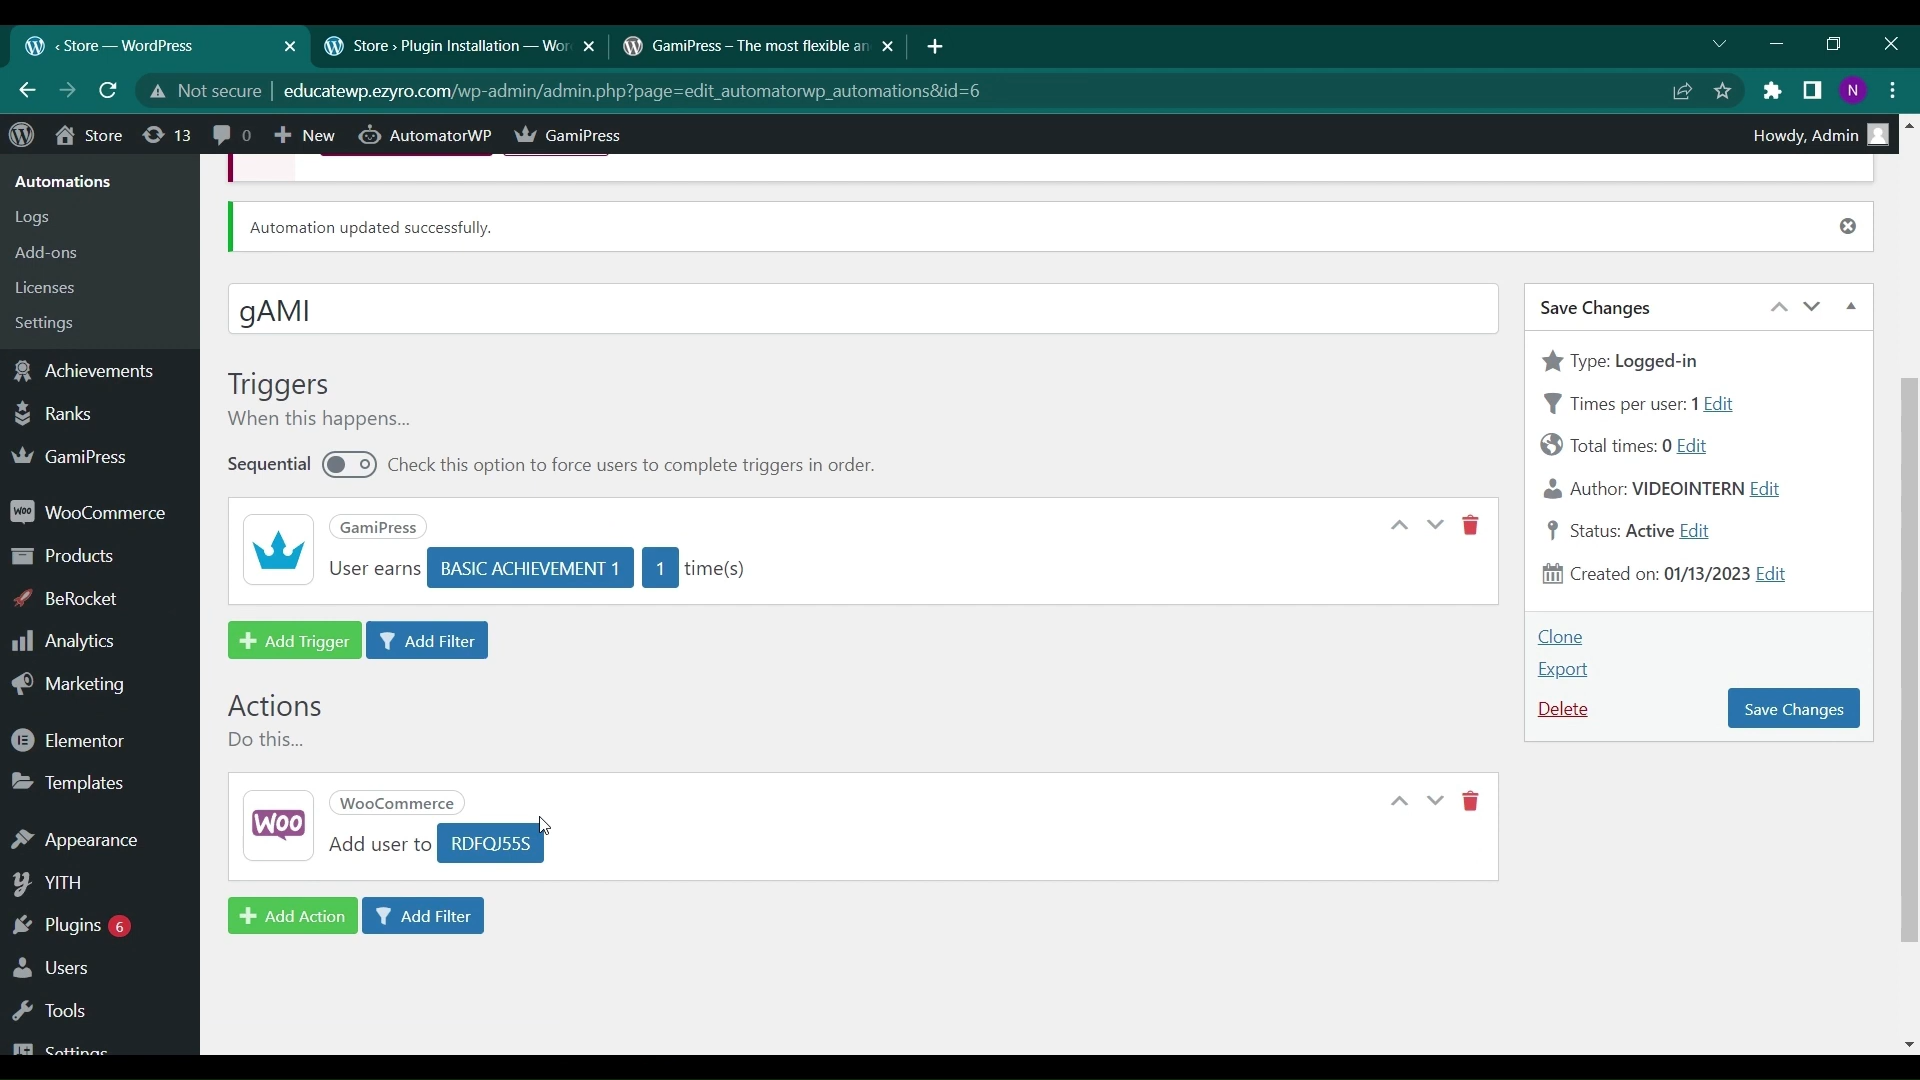 ‹ Store — WordPress
Store › Plugin Installation — Wor
GamiPress – The most flexible an
Not secure
educatewp.ezyro.com/wp-admin/admin.php?page=edit_automatorwp_automations&id=6
N
Store
13
0
New
AutomatorWP
GamiPress
Howdy, Admin
Automations
Logs
Add-ons
Licenses
Settings
Achievements
Ranks
GamiPress
WooCommerce
Products
BeRocket
Analytics
Marketing
Elementor
Templates
Appearance
YITH
Plugins 6
Users
Tools
Settings
Automation updated successfully.
gAMI
Triggers
When this happens...
Sequential
Check this option to force users to complete triggers in order.
GamiPress
User earns BASIC ACHIEVEMENT 1 1 time(s)
Add Trigger
Add Filter
Actions
Do this...
WOO
WooCommerce
Add user to RDFQJ55S
Add Action
Add Filter
Save Changes
Type: Logged-in
Times per user: 1 Edit
Total times: 0 Edit
Author: VIDEOINTERN Edit
Status: Active Edit
Created on: 01/13/2023 Edit
Clone
Export
Delete
Save Changes